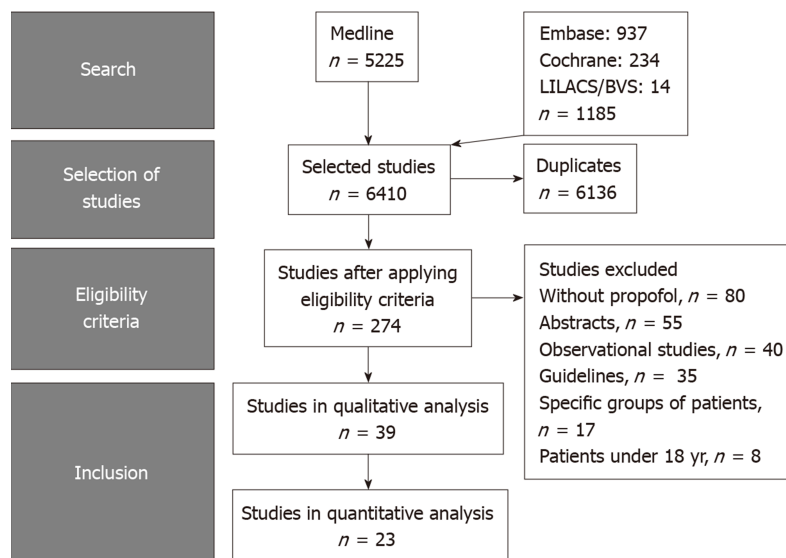 Search
Medline
n = 5225
Embase: 937
Cochrane: 234
LILACS/BVS: 14
n = 1185
Selection of
studies
Selected studies
n = 6410
Duplicates
n = 6136
Eligibility
criteria
Studies after applying
eligibility criteria
n = 274
Studies excluded
Without propofol, n = 80
Abstracts, n = 55
Observational studies, n = 40
Guidelines, n = 35
Specific groups of patients,
n = 17
Patients under 18 yr, n = 8
Inclusion
Studies in qualitative analysis
n = 39
Studies in quantitative analysis
n = 23